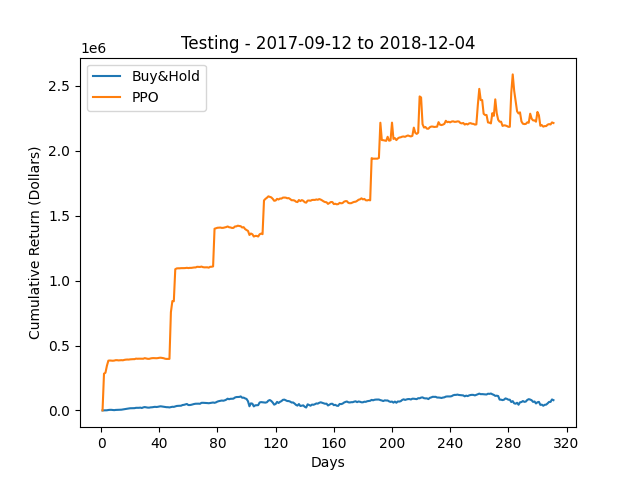 Testing - 2017-09-12 to 2018-12-04
1e6
Buy&Hold
PPO
2.5
2.0
1.5
1.0
0.5
0.0
Cumulative Return (Dollars)
0 40 80 120 160 200 240 280 320
Days